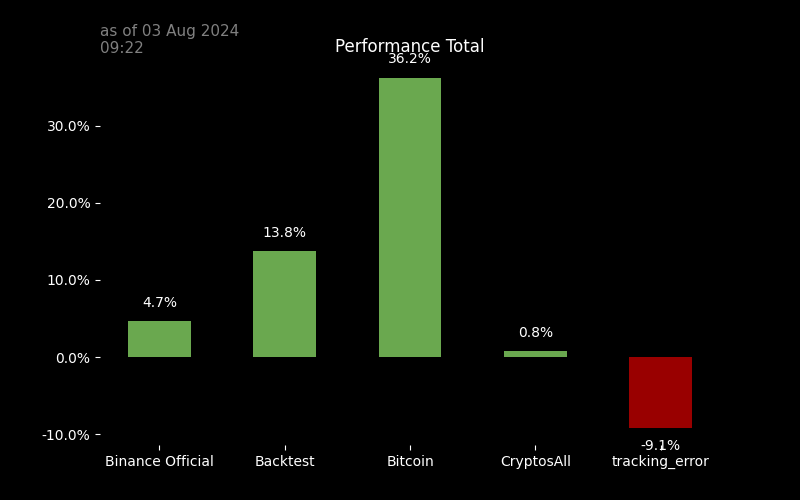 as of 03 Aug 2024
09:22
Performance Total
36.2%
30.0%
20.0%
13.8%
10.0%
4.7%
0.8%
0.0%
-10.0%
-9.1%
Binance Official
Backtest
Bitcoin
CryptosAll
tracking_error